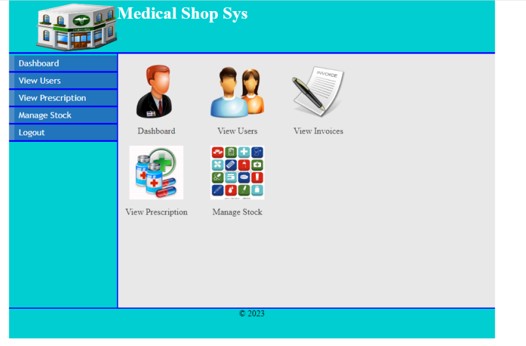 Medical Shop Sys
Dashboard
View Users
View Prescription
Manage Stock
Logout
INVOICE
Dashboard
View Users
View Invoices
View Prescription
Manage Stock
© 2023